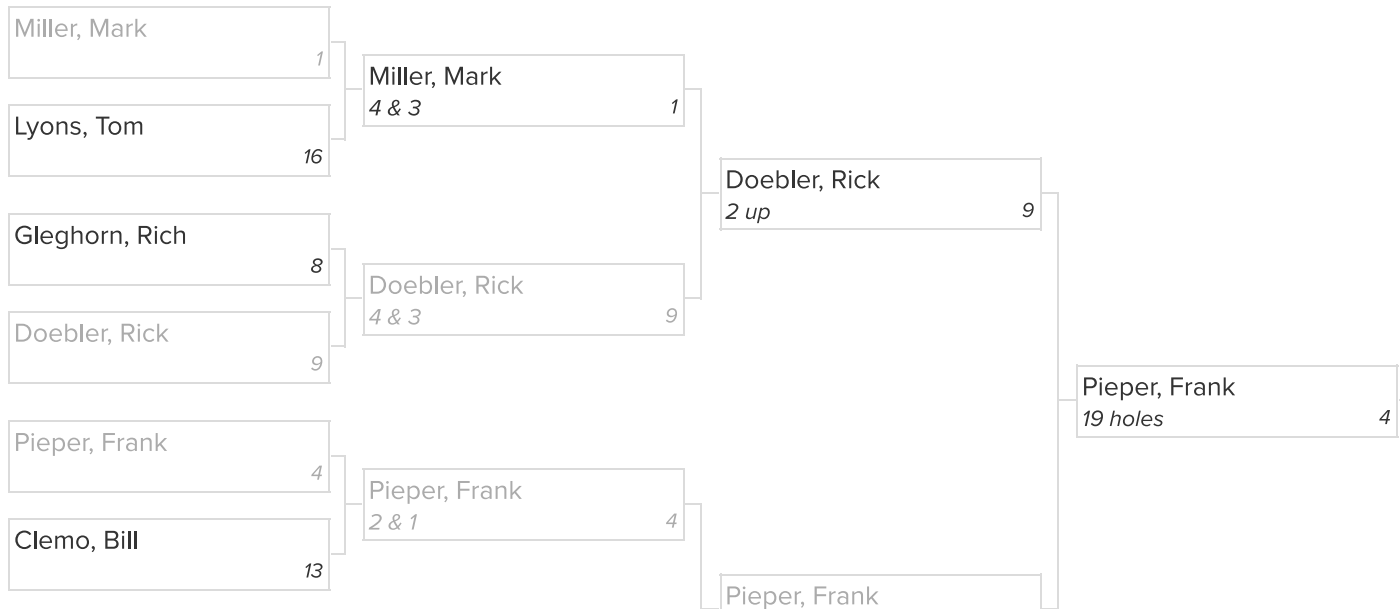 Miller, Mark
1
Lyons, Tom
16
Gleghorn, Rich
8
Doebler, Rick
9
Pieper, Frank
4
Clemo, Bill
13
Miller, Mark
4 & 3 1
Doebler, Rick
4 & 3 9
Pieper, Frank
2 & 1 4
Doebler, Rick
2 up 9
Pieper, Frank
Pieper, Frank
19 holes 4